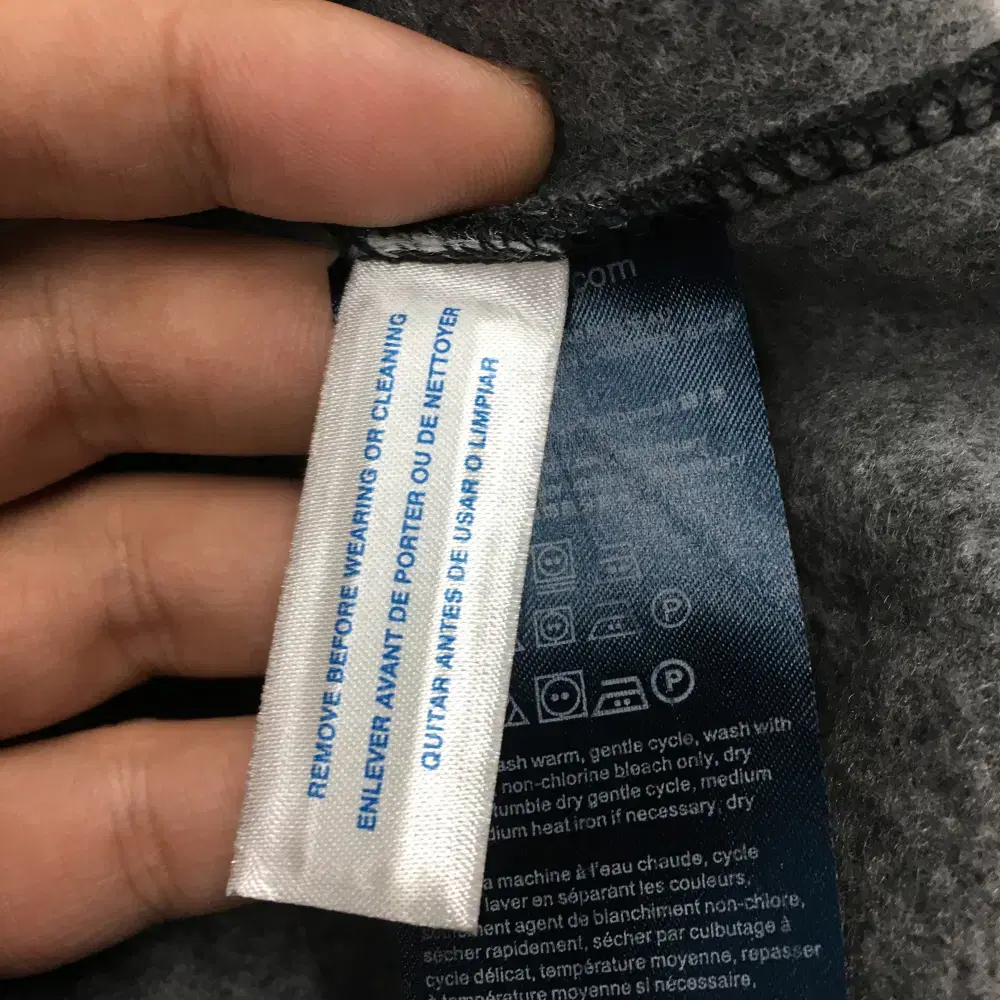 REMOVE BEFORE WEARING OR CLEANING
ENLEVER AVANT DE PORTER OU DE NETTOYER
QUITAR ANTES DE USAR O LIMPIAR
.com
P
P
ash warm, gentle cycle, wash with
non-chlorine bleach only, dry
tumble dry gentle cycle, medium
dium heat iron if necessary, dry
a machine à l'eau chaude, cycle
laver en séparant les couleurs,
ment agent de blanchiment non-chlore,
sécher rapidement, sécher par culbutage à
cycle délicat, température moyenne, repasser
à température moyenne si necessaire,